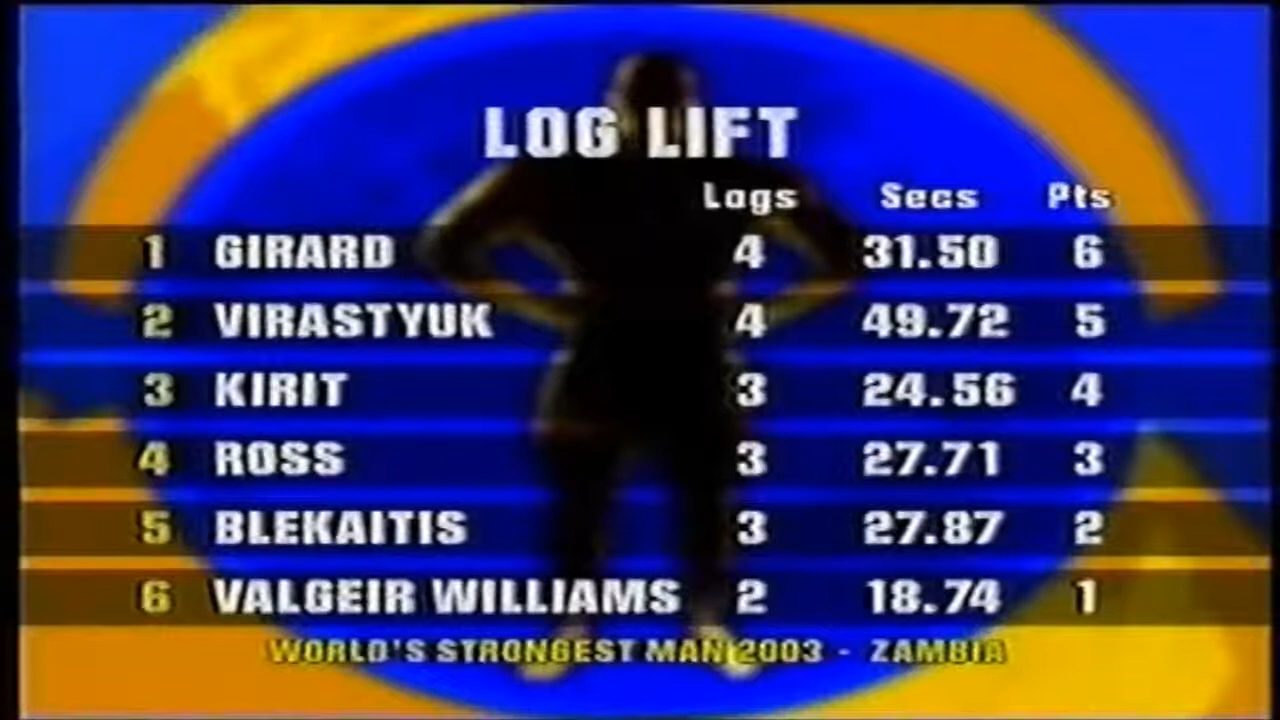 LOG LIFT
Logs Secs Pts
1 GIRARD 4 31.50 6
2 VIRASTYUK 4 49.72 5
3 KIRIT 3 24.56 4
4 ROSS 3 27.71 3
5 BLEKAITIS 3 27.87 2
6 VALGEIR WILLIAMS 2 18.74 1
WORLD'S STRONGEST MAN 2003 - ZAMBIA